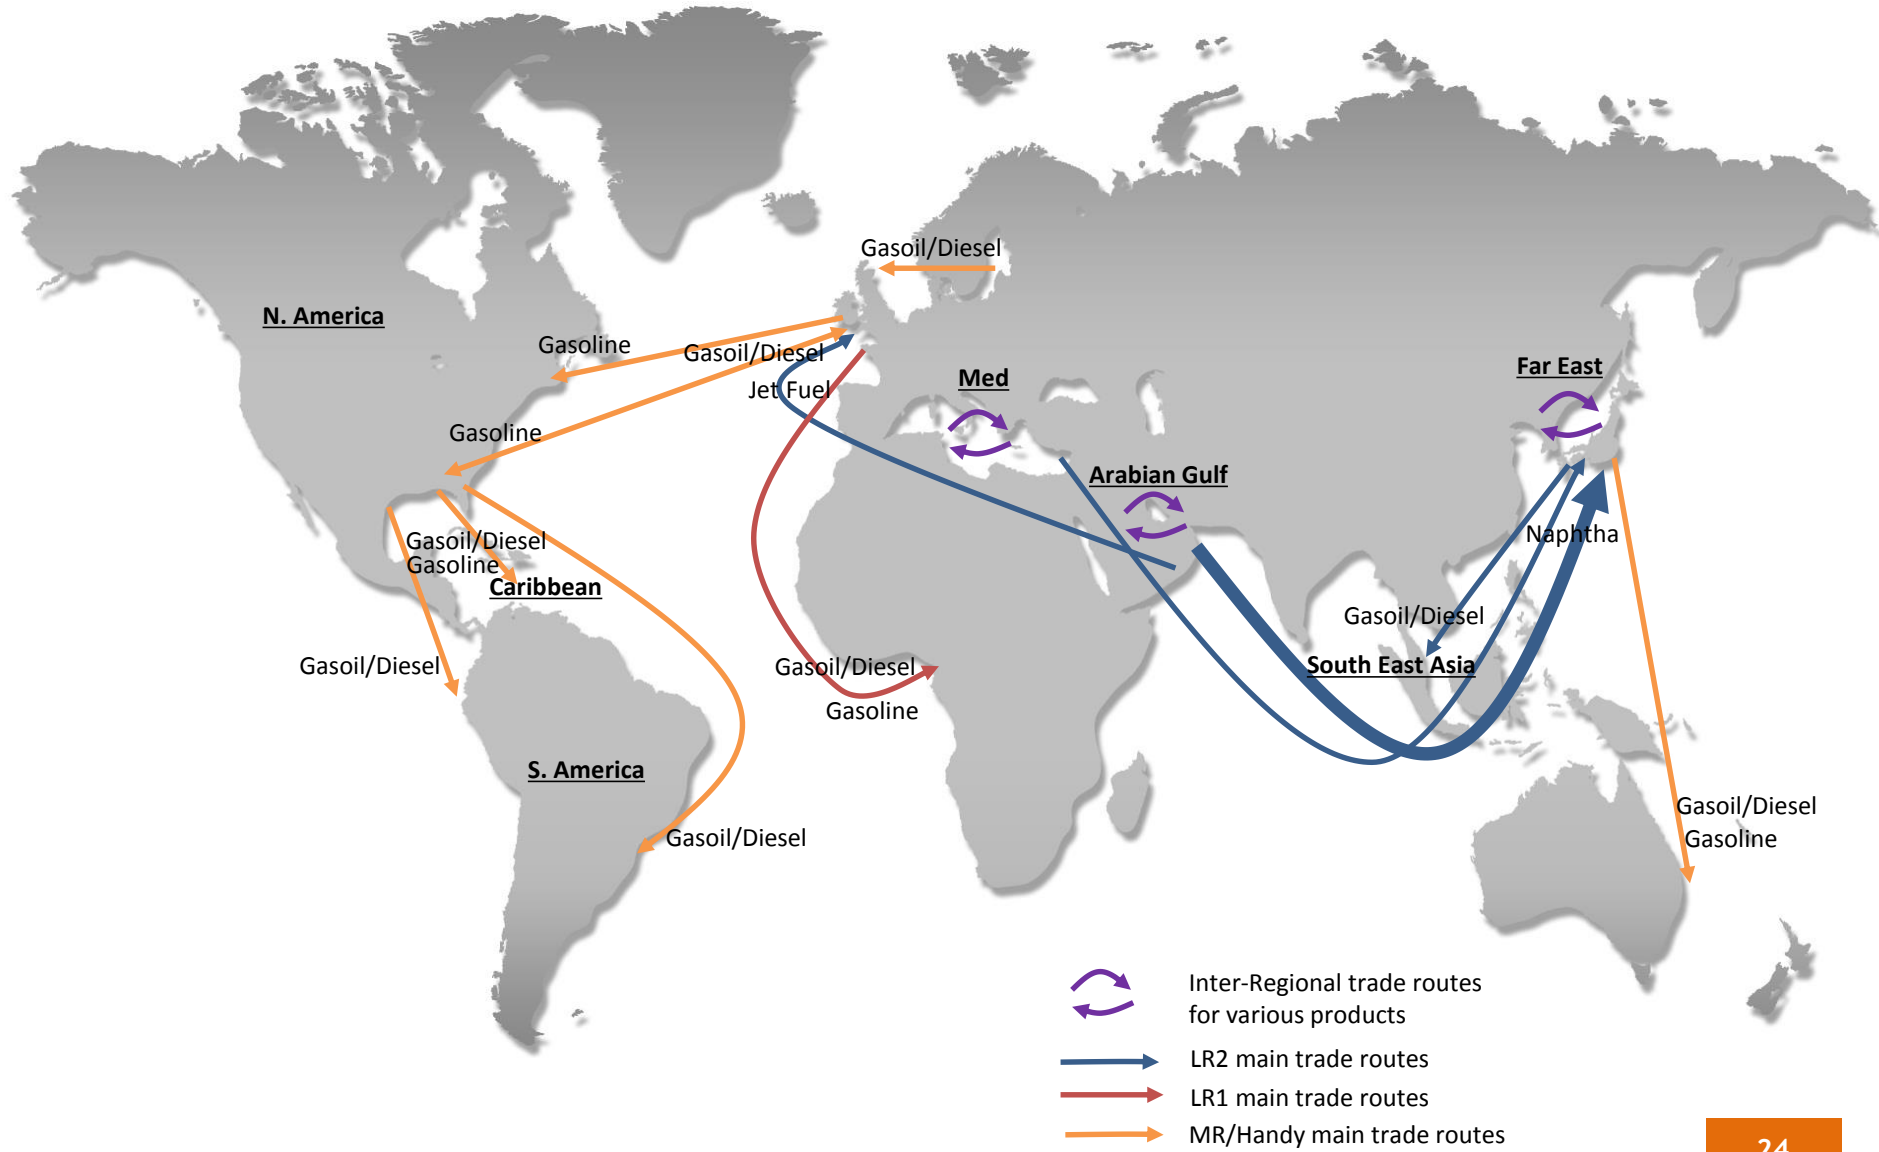 Gasoil/Diesel
N. America
Gasoline
Gasoil/Diesel
Jet Fuel
Med
Far East
Gasoline
Arabian Gulf
Naphtha
Gasoil/Diesel
Gasoline
Caribbean
Gasoil/Diesel
South East Asia
Gasoil/Diesel
Gasoil/Diesel
Gasoline
S. America
Gasoil/Diesel
Gasoline
Gasoil/Diesel
Inter-Regional trade routes
for various products
LR2 main trade routes
LR1 main trade routes
MR/Handy main trade routes
24